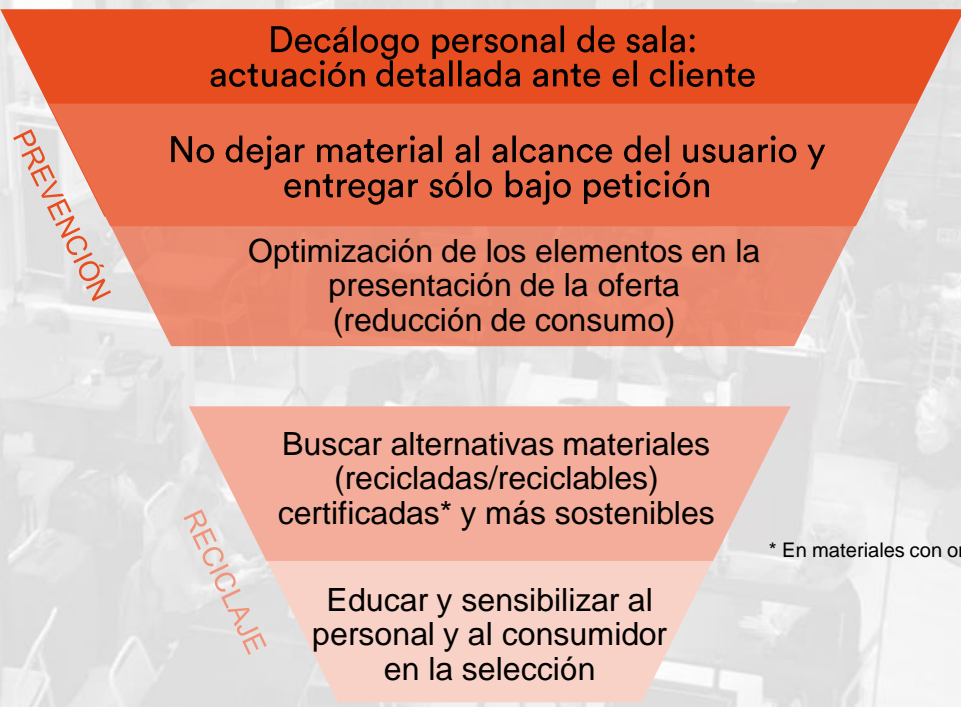 Decálogo personal de sala:
actuación detallada ante el cliente
PREVENCIÓN
No dejar material al alcance del usuario y
entregar sólo bajo petición
Optimización de los elementos en la
presentación de la oferta
(reducción de consumo)
Buscar alternativas materiales
(recicladas/reciclables)
certificadas* y más sostenibles
* En materiales con
RECICLAJE
Educar y sensibilizar al
personal y al consumidor
en la selección